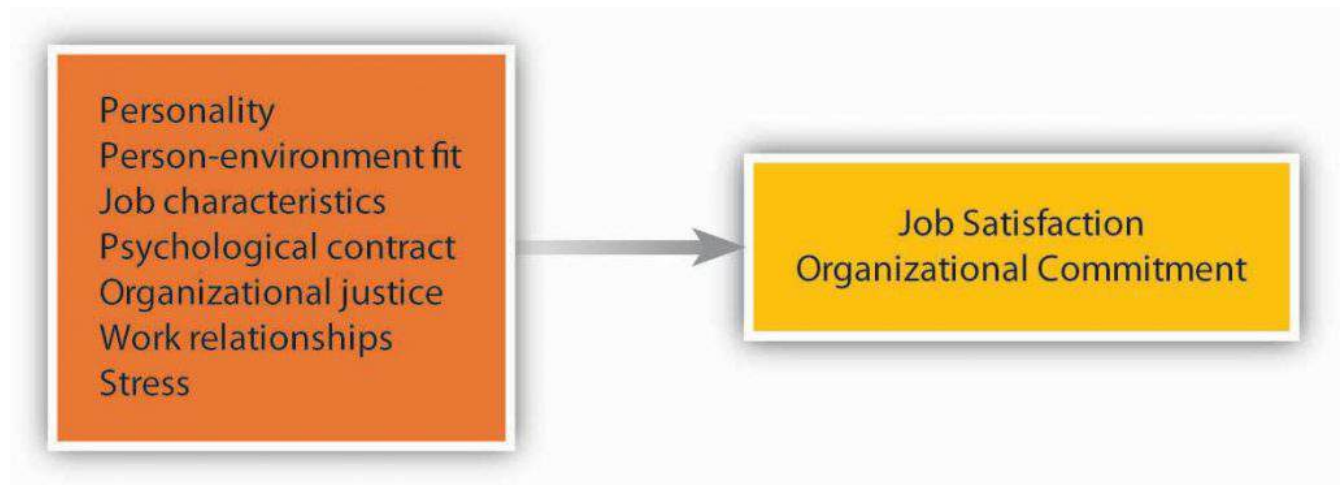 Personality
Person-environment fit
Job characteristics
Psychological contract
Organizational justice
Work relationships
Stress
Job Satisfaction
Organizational Commitment